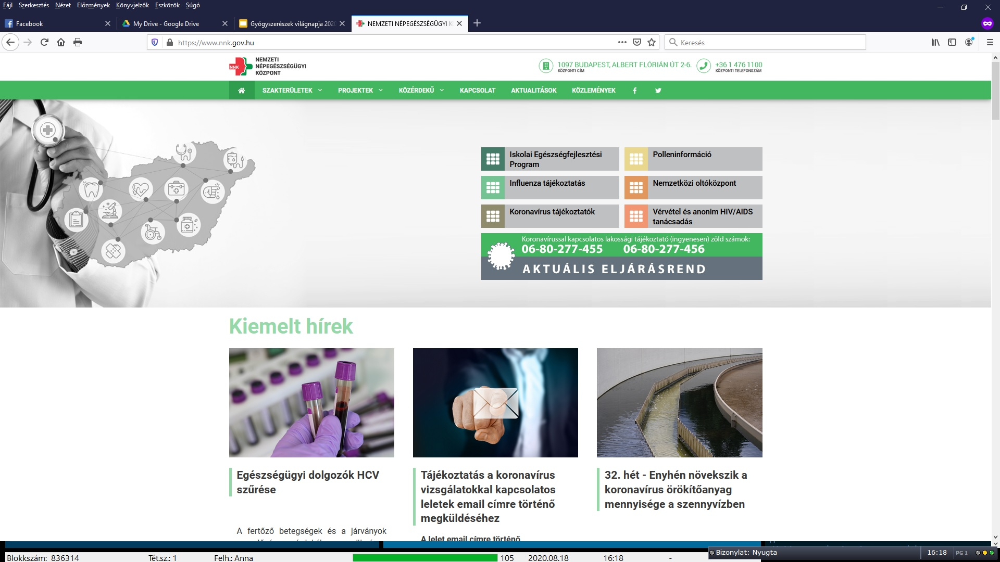 Fájl Szerkesztés Nézet Előzmények Könyvjelzők Eszközök Súgó
Facebook
My Drive - Google Drive
Gyógyszerészek világnapja 2020
NEMZETI NÉPEGÉSZSÉGÜGYI
https://www.nnk.gov.hu
Keresés
NNK
NEMZETI
NÉPEGÉSZSÉGÜGYI
KÖZPONT
1097 BUDAPEST, ALBERT FLÓRIÁN ÚT 2-6.
KÖZPONTI CÍM
+36 1 476 1100
KÖZPONTI TELEFONSZÁM
SZAKTERÜLETEK PROJEKTEK KÖZÉRDEKŰ KAPCSOLAT AKTUALITÁSOK KÖZLEMÉNYEK
Iskolai Egészségfejlesztési
Program
Polleninformáció
Influenza tájékoztatás
Nemzetközi oltóközpont
Koronavírus tájékoztatók
Vérvétel és anonim HIV/AIDS
tanácsadás
Koronavírussal kapcsolatos lakossági tájékoztató (ingyenesen) zöld számok:
06-80-277-455 06-80-277-456
AKTUÁLIS ELJÁRÁSREND
Kiemelt hírek
Egészségügyi dolgozók HCV
szűrése
A fertőző betegségek és a járványok
Tájékoztatás a koronavírus
vizsgálatokkal kapcsolatos
leletek email címre történő
megküldéséhez
A lelet email címre történő
32. hét - Enyhén növekszik a
koronavírus örökítőanyag
mennyisége a szennyvízben
Bizonylat: Nyugta 16:18 PG 1
Blokkszám: 836314 Tét.sz.: 1 Felh.: Anna 105 2020.08.18 16:18 -